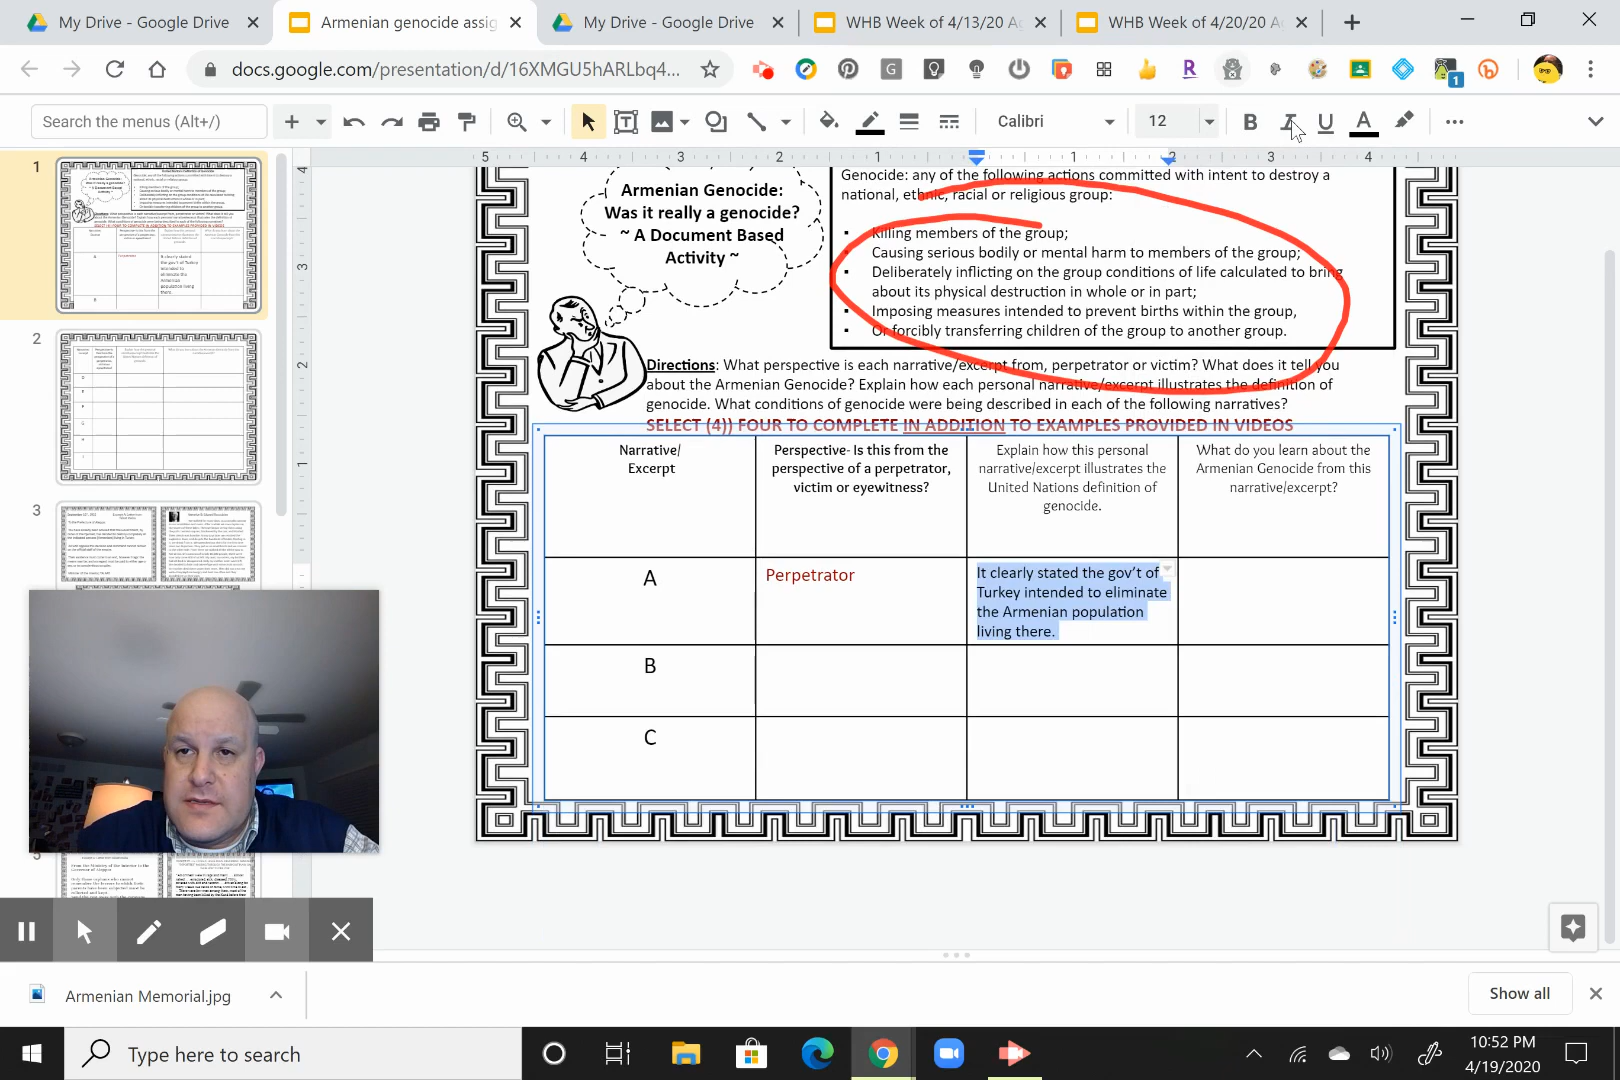 My Drive - Google Drive
Armenian genocide assig
My Drive - Google Drive
WHB Week of 4/13/20 A
WHB Week of 4/20/20 A
docs.google.com/presentation/d/16XMGU5hARLbq4...
Search the menus (Alt+/)
Calibri
12
Genocide: any of the following actions committed with intent to destroy a
national, ethnic, racial or religious group:
Killing members of the group;
Causing serious bodily or mental harm to members of the group;
Deliberately inflicting on the group conditions of life calculated to bring
about its physical destruction in whole or in part;
Imposing measures intended to prevent births within the group,
Or forcibly transferring children of the group to another group.
Armenian Genocide:
Was it really a genocide?
~ A Document Based
Activity ~
Directions: What perspective is each narrative/excerpt from, perpetrator or victim? What does it tell you
about the Armenian Genocide? Explain how each personal narrative/excerpt illustrates the definition of
genocide. What conditions of genocide were being described in each of the following narratives?
SELECT (4)) FOUR TO COMPLETE IN ADDITION TO EXAMPLES PROVIDED IN VIDEOS
Narrative/
Excerpt
Perspective- Is this from the
perspective of a perpetrator,
victim or eyewitness?
Explain how this personal
narrative/excerpt illustrates the
United Nations definition of
genocide.
What do you learn about the
Armenian Genocide from this
narrative/excerpt?
A
Perpetrator
It clearly stated the gov't of
Turkey intended to eliminate
the Armenian population
living there.
B
C
1
2
3
5
Armenian Memorial.jpg
Show all
Type here to search
10:52 PM
4/19/2020